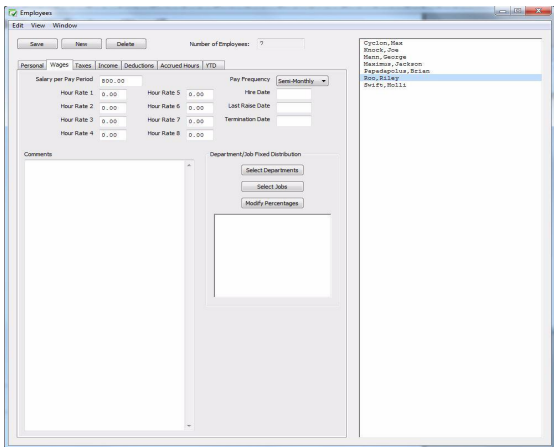 Employees
Edit View Window
Save New Delete Number of Employees: 7
Personal Wages Taxes Income Deductions Accrued Hours YTD
Salary per Pay Period 800.00 Pay Frequency Semi-Monthly
Hour Rate 1 0.00 Hour Rate 5 0.00 Hire Date
Hour Rate 2 0.00 Hour Rate 6 0.00 Last Raise Date
Hour Rate 3 0.00 Hour Rate 7 0.00 Termination Date
Hour Rate 4 0.00 Hour Rate 8 0.00
Comments
Department/Job Fixed Distribution
Select Departments
Select Jobs
Modify Percentages
Cyclon,Max
Knock,Joe
Mann,George
Maximus,Jackson
Papadapolus,Brian
Roo,Riley
Swift,Holli